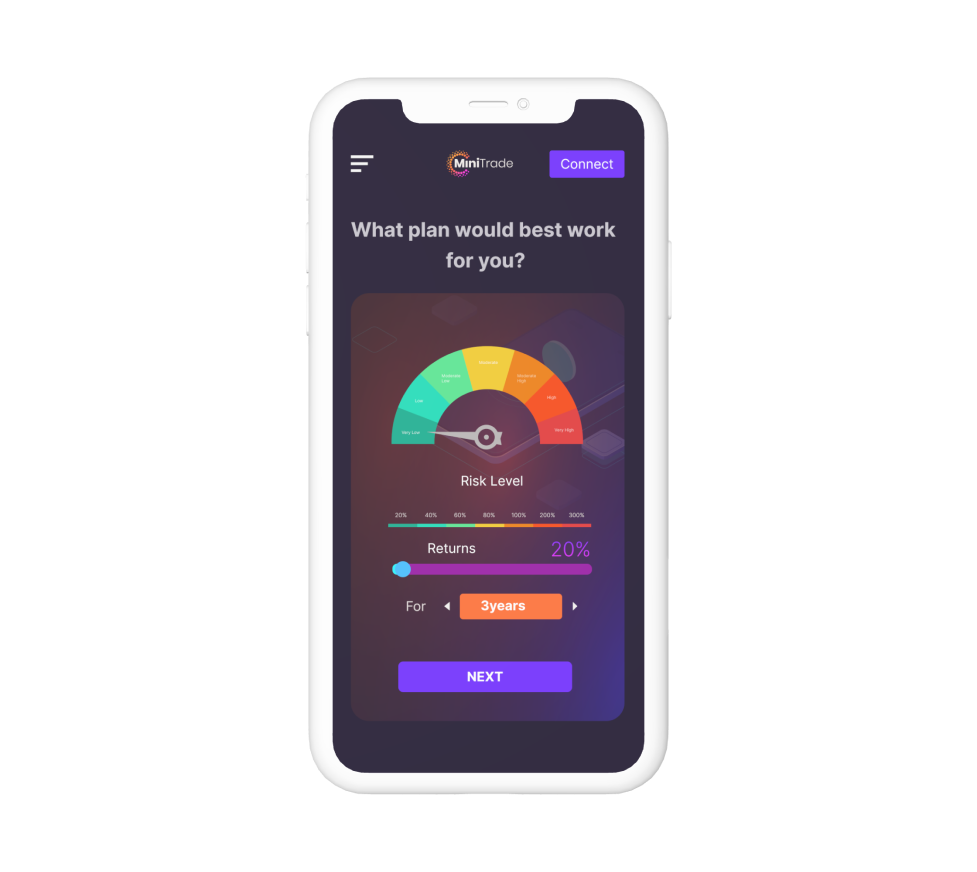 MiniTrade
Connect
What plan would best work
for you?
Moderate
Moderate
Low
Moderate
High
Low
High
Very Low
Very High
Risk Level
20% 40% 60% 80% 100% 200% 300%
Returns 20%
For 3years
NEXT